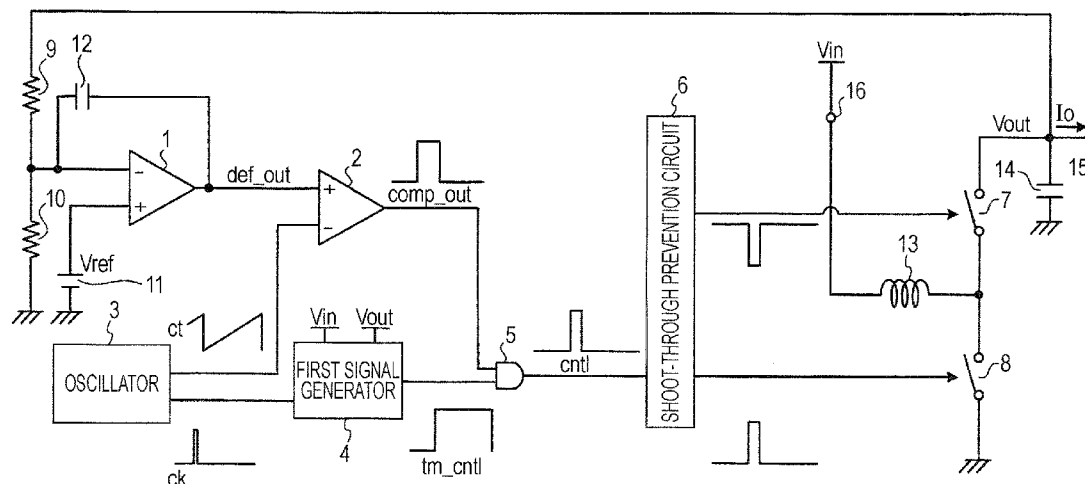 9
12
1
def_out
2
comp_out
10
Vref
11
3
OSCILLATOR
ct
ck
Vin
Vout
FIRST SIGNAL
GENERATOR
4
tm_cntl
5
cntl
6
SHOOT-THROUGH PREVENTION CIRCUIT
Vin
16
13
Vout
Io
14
15
7
8